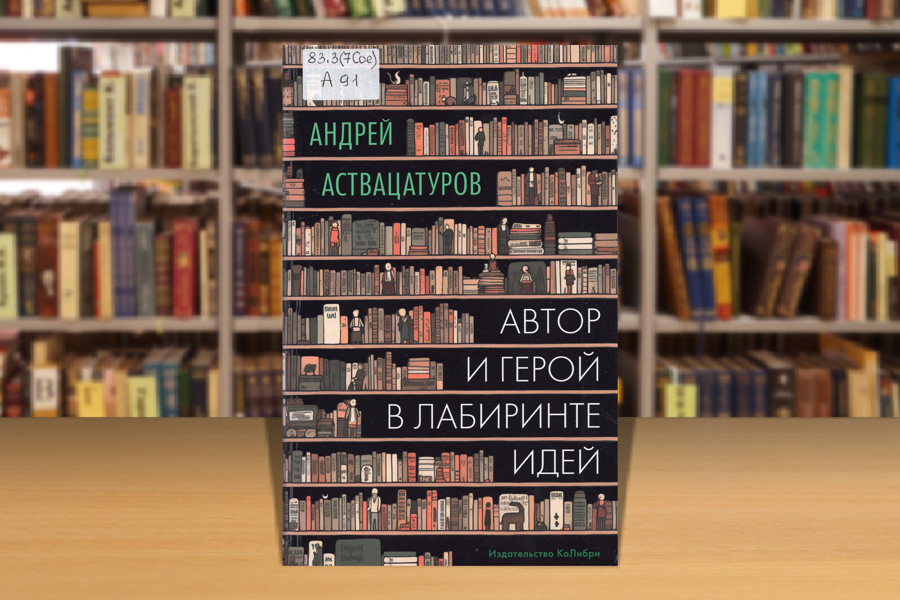 83.3(7Сое)
А 91
АНДРЕЙ
АСТВАЦАТУРОВ
АВТОР
И ГЕРОЙ
В ЛАБИРИНТЕ
ИДЕЙ
Издательство КоЛибри